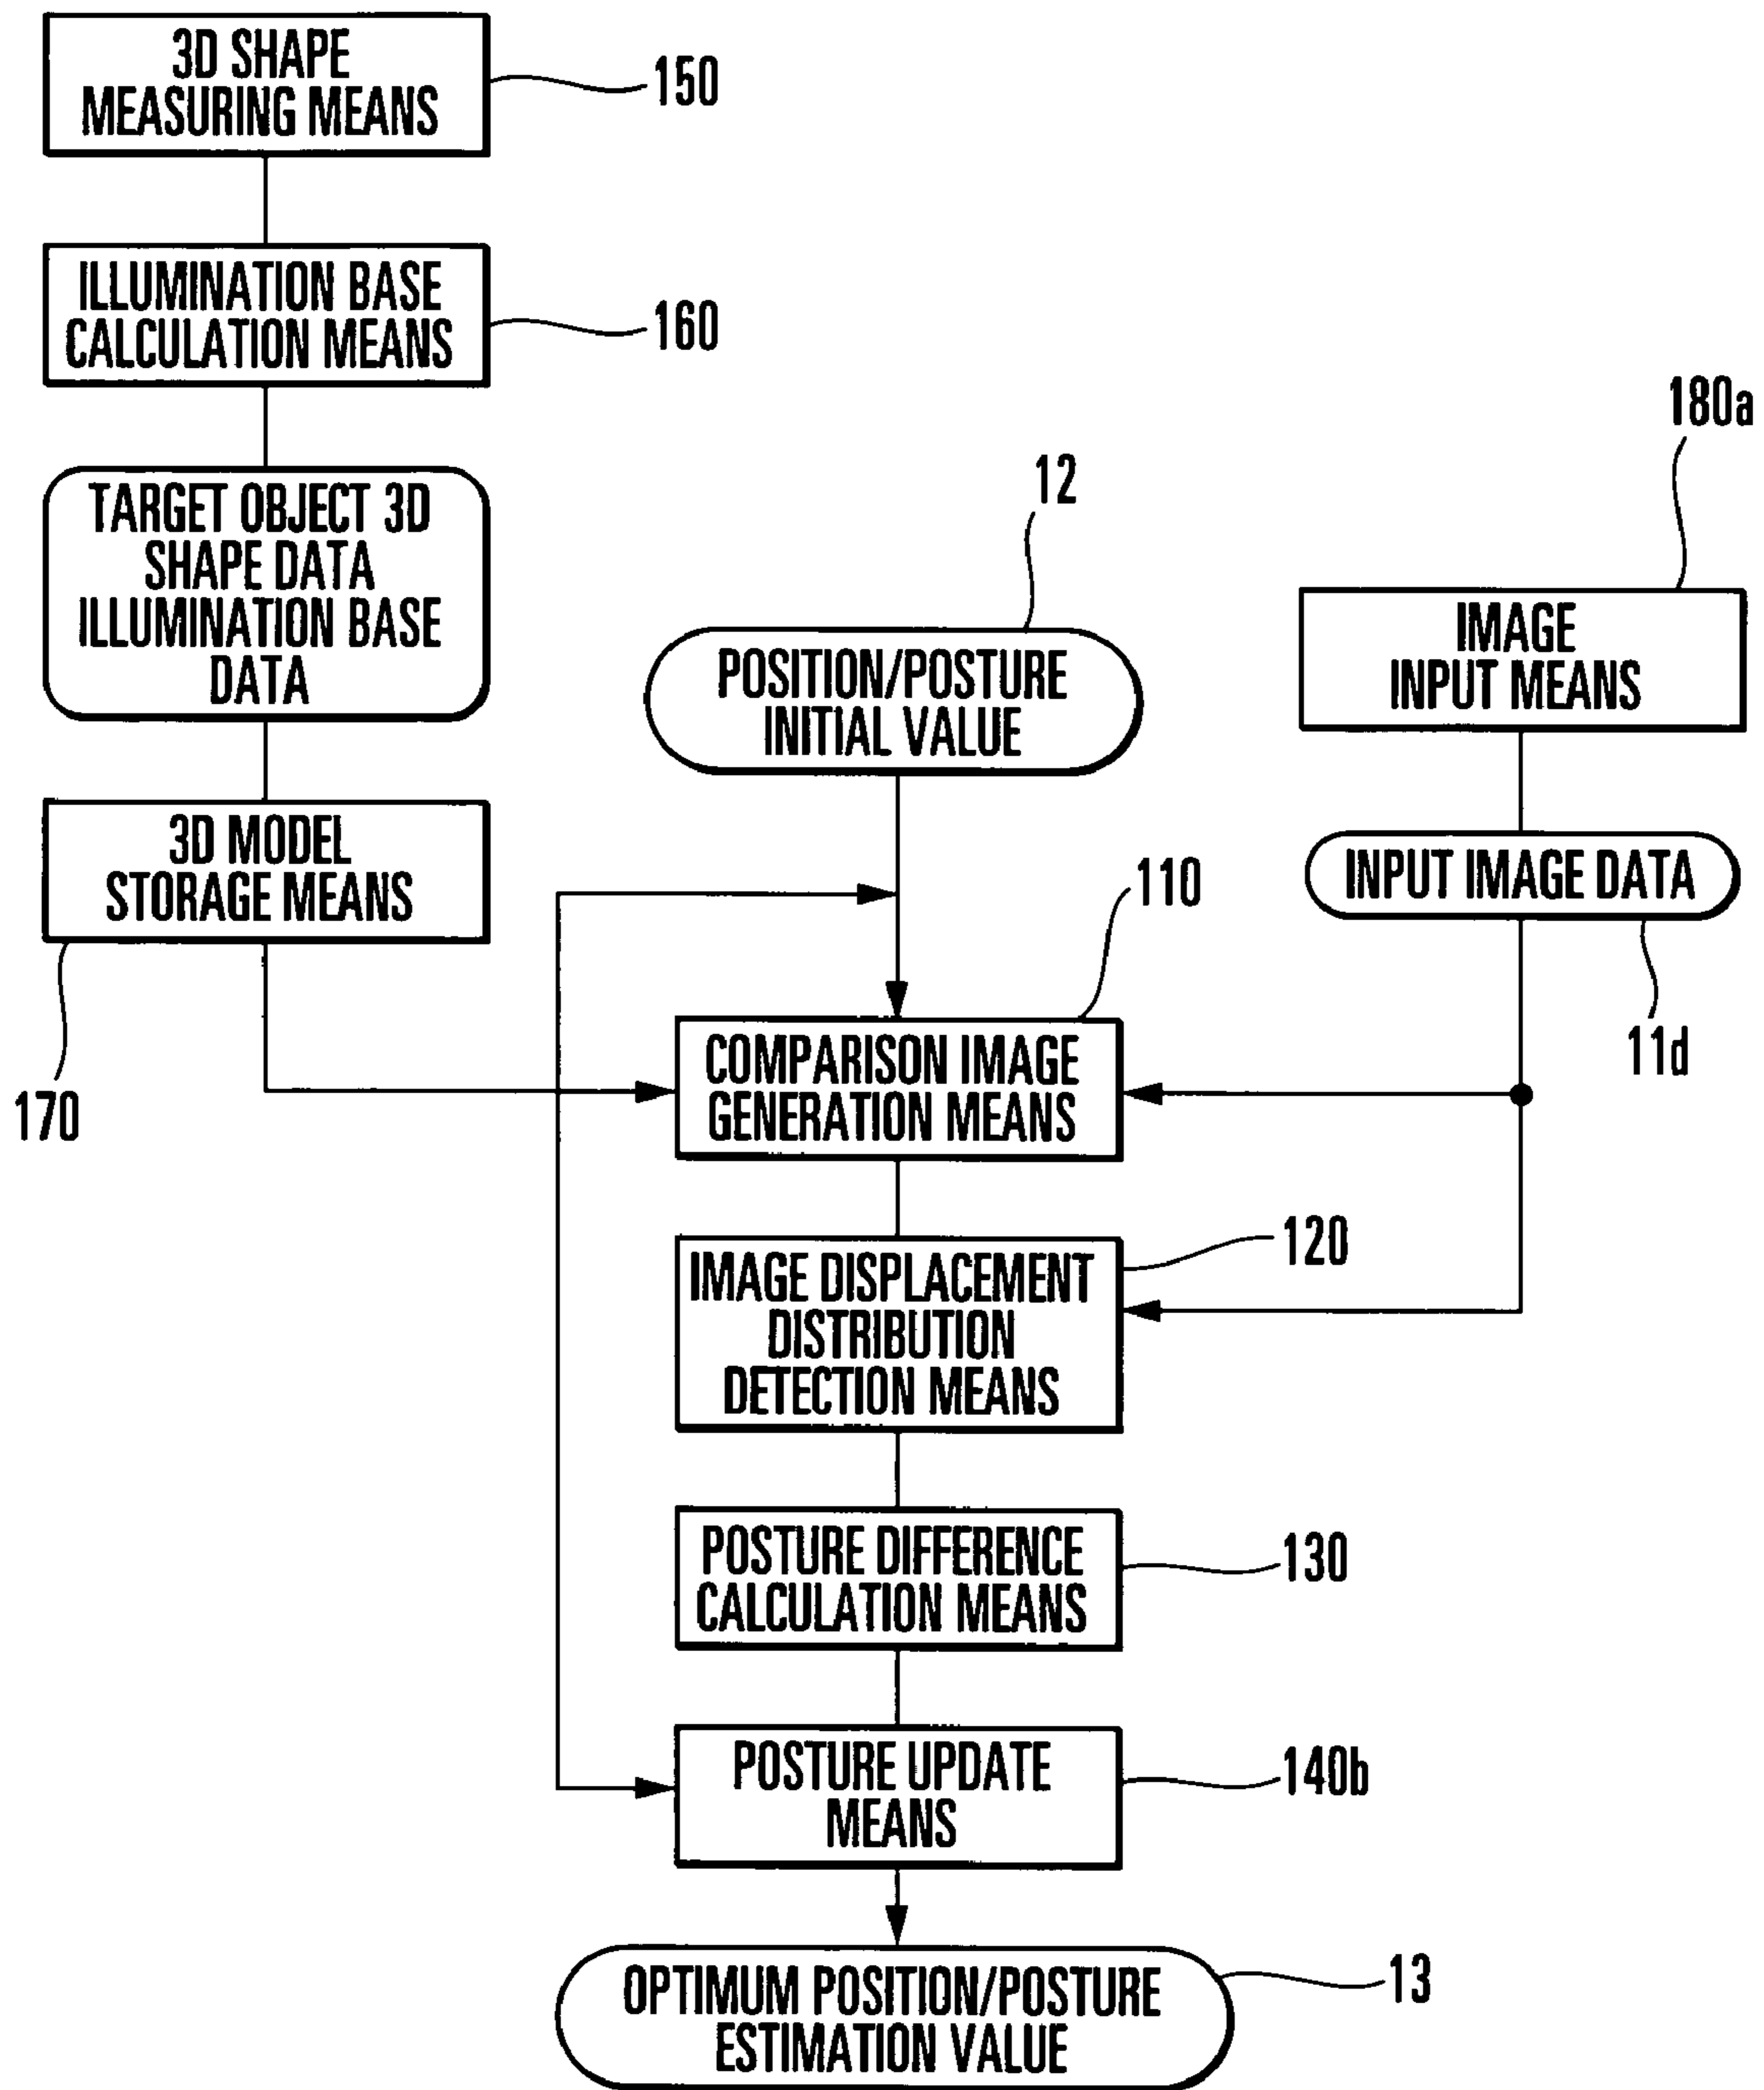 3D SHAPE
MEASURING MEANS
150
ILLUMINATION BASE
CALCULATION MEANS
160
TARGET OBJECT 3D
SHAPE DATA
ILLUMINATION BASE
DATA
3D MODEL
STORAGE MEANS
170
12
POSITION/POSTURE
INITIAL VALUE
180a
IMAGE
INPUT MEANS
INPUT IMAGE DATA
11d
110
COMPARISON IMAGE
GENERATION MEANS
120
IMAGE DISPLACEMENT
DISTRIBUTION
DETECTION MEANS
POSTURE DIFFERENCE
CALCULATION MEANS
130
POSTURE UPDATE
MEANS
140b
OPTIMUM POSITION/POSTURE
ESTIMATION VALUE
13